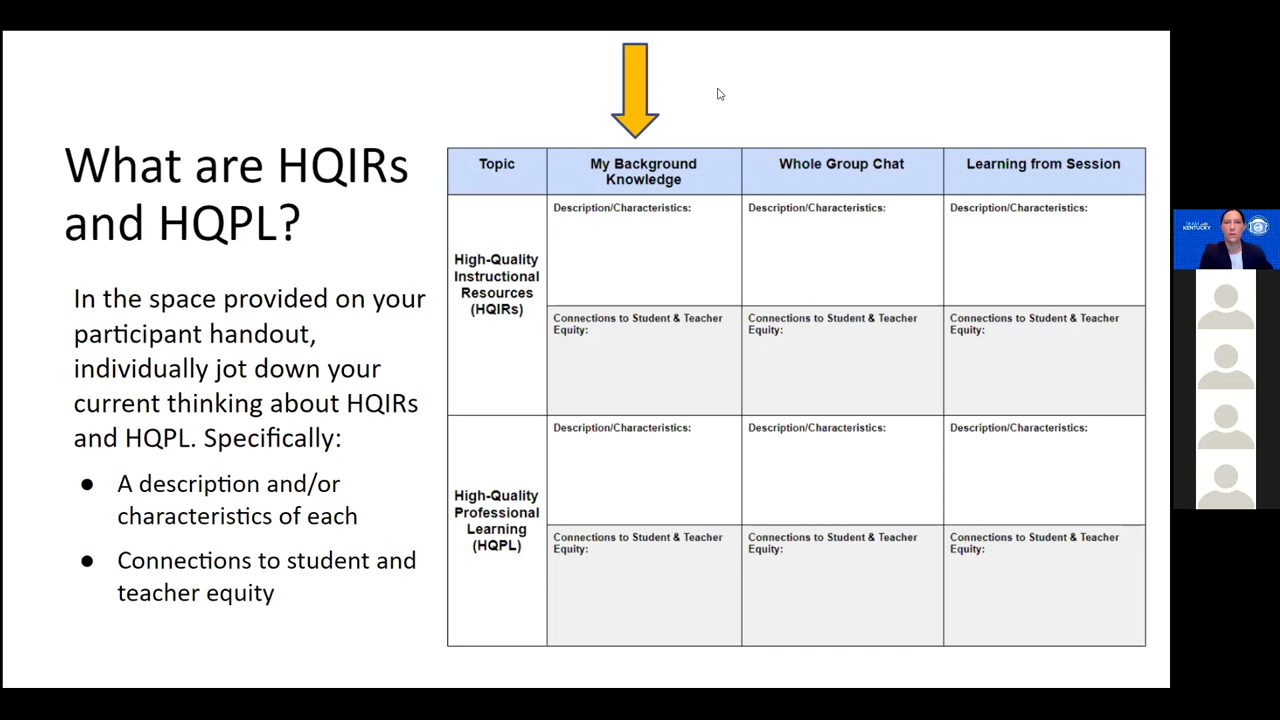 What are HQIRs
and HQPL?
In the space provided on your
participant handout,
individually jot down your
current thinking about HQIRs
and HQPL. Specifically:
● A description and/or
characteristics of each
● Connections to student and
teacher equity
Topic
My Background
Knowledge
Whole Group Chat
Learning from Session
High-Quality
Instructional
Resources
(HQIRs)
Description/Characteristics:
Description/Characteristics:
Description/Characteristics:
Connections to Student & Teacher
Equity:
Connections to Student & Teacher
Equity:
Connections to Student & Teacher
Equity:
High-Quality
Professional
Learning
(HQPL)
Description/Characteristics:
Description/Characteristics:
Description/Characteristics:
Connections to Student & Teacher
Equity:
Connections to Student & Teacher
Equity:
Connections to Student & Teacher
Equity:
TEAM
KENTUCKY